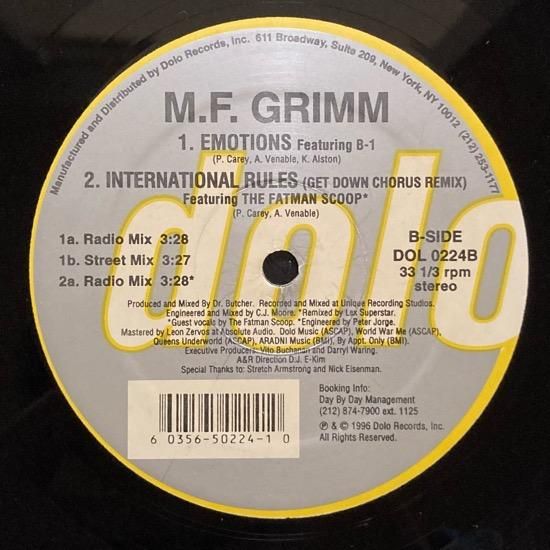 Manufactured and Distributed by Dolo Records, Inc. 611 Broadway, Suite 209, New York, NY 10012 (212) 253-1177
M.F. GRIMM
1. EMOTIONS Featuring B-1
(P. Carey, A. Venable, K. Alston)
2. INTERNATIONAL RULES (GET DOWN CHORUS REMIX)
Featuring THE FATMAN SCOOP*
(P. Carey, A. Venable)
dolo
1a. Radio Mix 3:28
1b. Street Mix 3:27
2a. Radio Mix 3:28*
B-SIDE
DOL 0224B
33 1/3 rpm
stereo
Produced and Mixed By Dr. Butcher. Recorded and Mixed at Unique Recording Studios.
Engineered and Mixed by C.J. Moore. *Remixed by Lax Superstar.
*Guest vocals by The Fatman Scoop. *Engineered by Peter Jorge.
Mastered by Leon Zervos at Absolute Audio. Dolo Music (ASCAP), World War Me (ASCAP),
Queens Underworld (ASCAP), ARADNI Music (BMI), By Appt. Only (BMI).
Executive Producers: Vito Buchanan and Darryl Waring.
A&R Direction D.J. E-Kim
Special Thanks to: Stretch Armstrong and Nick Eisenman.
6 0356-50224-1 0
Booking Info:
Day By Day Management
(212) 874-7900 ext. 1125
℗ & © 1996 Dolo Records, Inc.
All Rights Reserved.